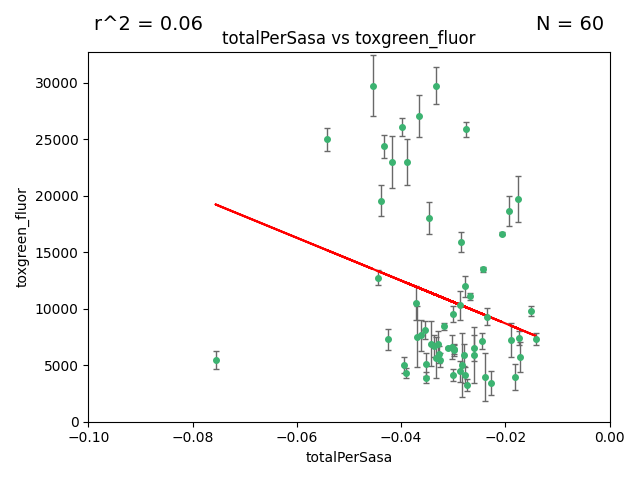 r^2 = 0.06
N = 60
totalPerSasa vs toxgreen_fluor
toxgreen_fluor
30000
25000
20000
15000
10000
5000
0
−0.10
−0.08
−0.06
−0.04
−0.02
0.00
totalPerSasa